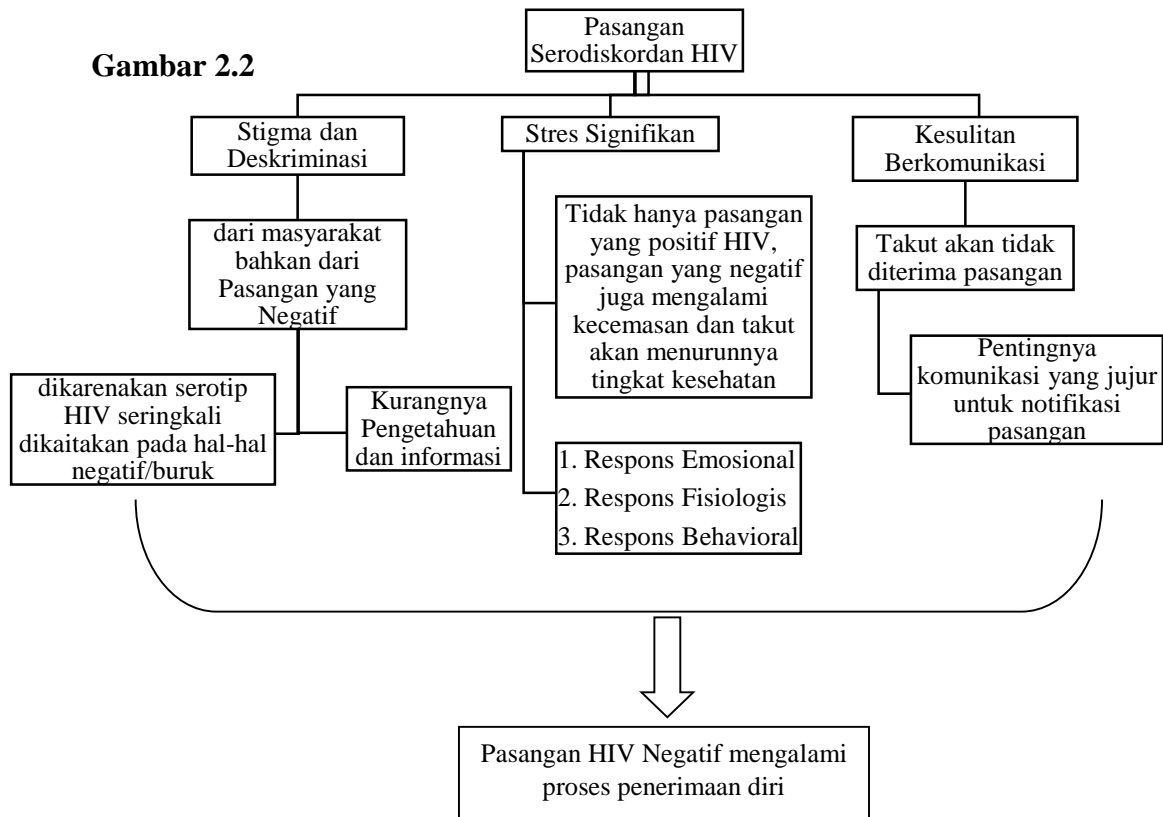 Gambar 2.2
Pasangan
Serodiskordan HIV
Stigma dan
Deskriminasi
Stres Signifikan
Kesulitan
Berkomunikasi
dari masyarakat
bahkan dari
Pasangan yang
Negatif
Tidak hanya pasangan
yang positif HIV,
pasangan yang negatif
juga mengalami
kecemasan dan takut
akan menurunnya
tingkat kesehatan
Takut akan tidak
diterima pasangan
dikarenakan serotip
HIV seringkali
dikaitakan pada hal-hal
negatif/buruk
Kurangnya
Pengetahuan
dan informasi
Pentingnya
komunikasi yang jujur
untuk notifikasi
pasangan
1. Respons Emosional
2. Respons Fisiologis
3. Respons Behavioral
Pasangan HIV Negatif mengalami
proses penerimaan diri